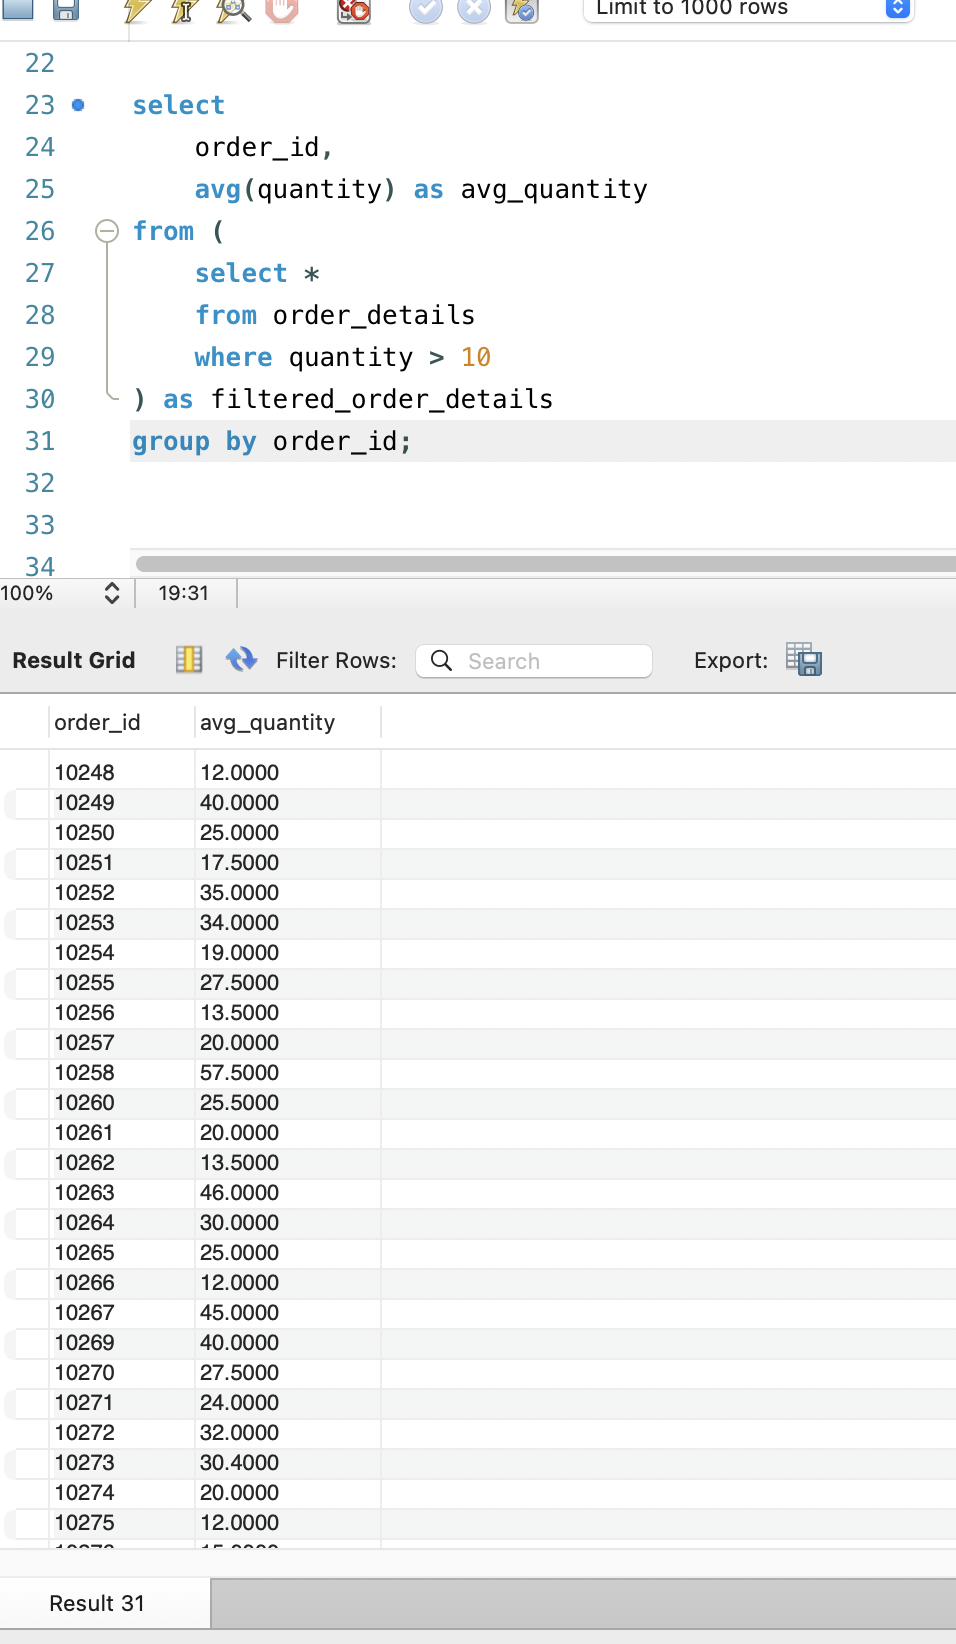 Limit to 1000 rows
22
23 select
24 order_id,
25 avg(quantity) as avg_quantity
26 from (
27 select *
28 from order_details
29 where quantity > 10
30 ) as filtered_order_details
31 group by order_id;
32
33
34
100% 19:31
Result Grid Filter Rows: Search Export:
order_id avg_quantity
10248 12.0000
10249 40.0000
10250 25.0000
10251 17.5000
10252 35.0000
10253 34.0000
10254 19.0000
10255 27.5000
10256 13.5000
10257 20.0000
10258 57.5000
10260 25.5000
10261 20.0000
10262 13.5000
10263 46.0000
10264 30.0000
10265 25.0000
10266 12.0000
10267 45.0000
10269 40.0000
10270 27.5000
10271 24.0000
10272 32.0000
10273 30.4000
10274 20.0000
10275 12.0000
Result 31